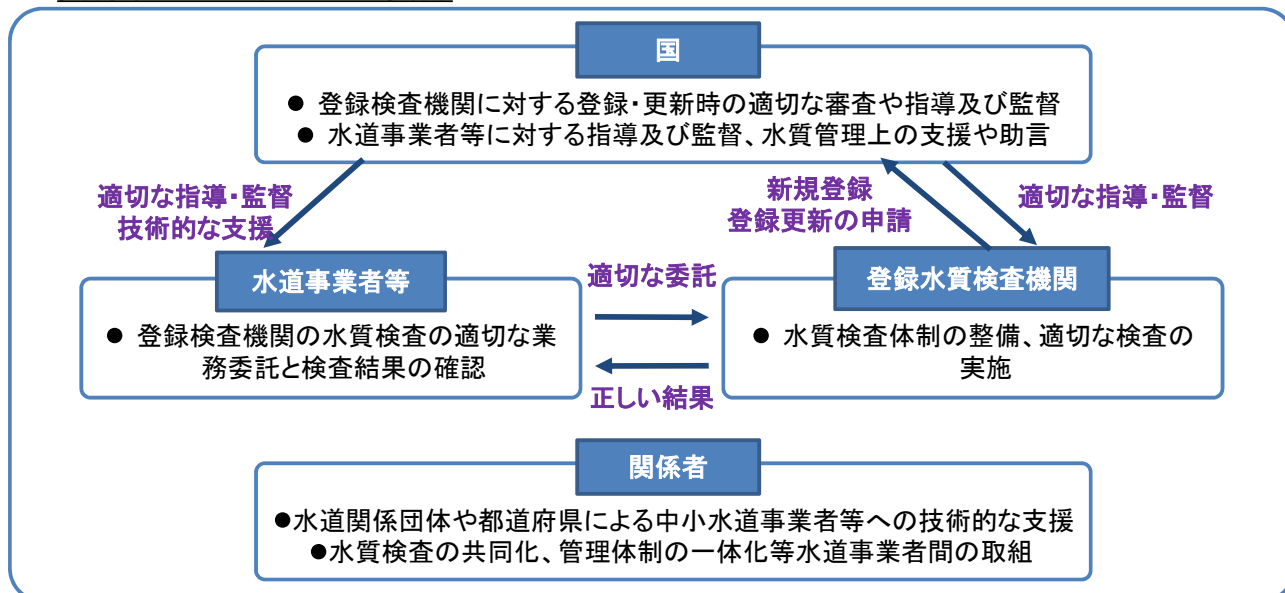 国
● 登録検査機関に対する登録・更新時の適切な審査や指導及び監督
● 水道事業者等に対する指導及び監督、水質管理上の支援や助言
適切な指導・監督
技術的な支援
新規登録
登録更新の申請
適切な指導・監督
水道事業者等
● 登録検査機関の水質検査の適切な業
務委託と検査結果の確認
適切な委託
正しい結果
登録水質検査機関
● 水質検査体制の整備、適切な検査の
実施
関係者
●水道関係団体や都道府県による中小水道事業者等への技術的な支援
●水質検査の共同化、管理体制の一体化等水道事業者間の取組